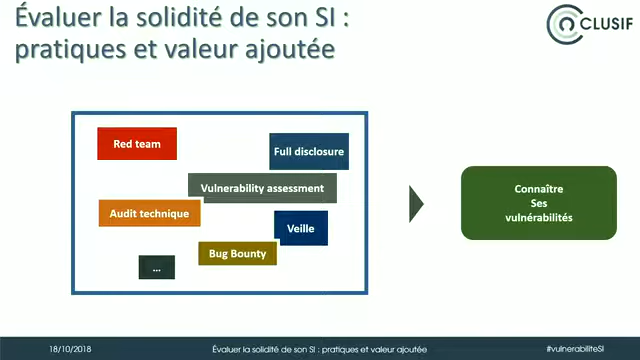 Évaluer la solidité de son SI :
pratiques et valeur ajoutée
CLUSIF
Red team
Full disclosure
Vulnerability assessment
Audit technique
Veille
Bug Bounty
...
Connaître
Ses
vulnérabilités
18/10/2018
Évaluer la solidité de son SI : pratiques et valeur ajoutée
#vulnerabiliteSI